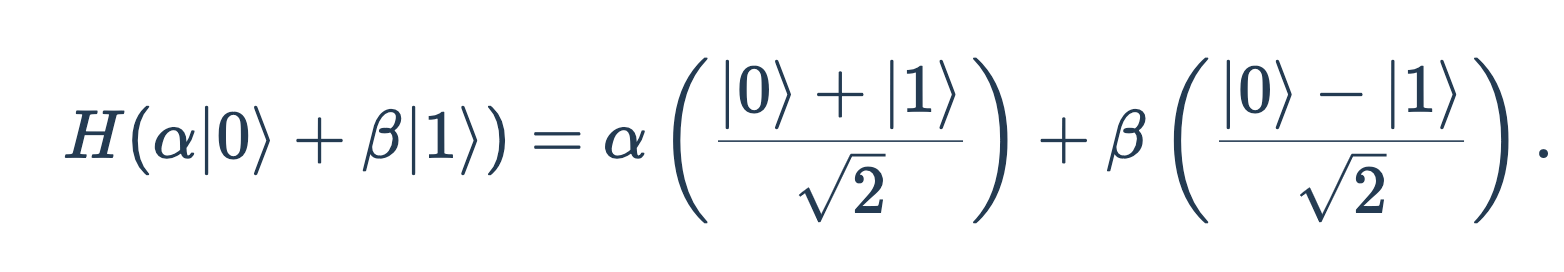 H(α|0⟩ + β|1⟩) = α ( (|0⟩ + |1⟩) / √2 ) + β ( (|0⟩ − |1⟩) / √2 ) .